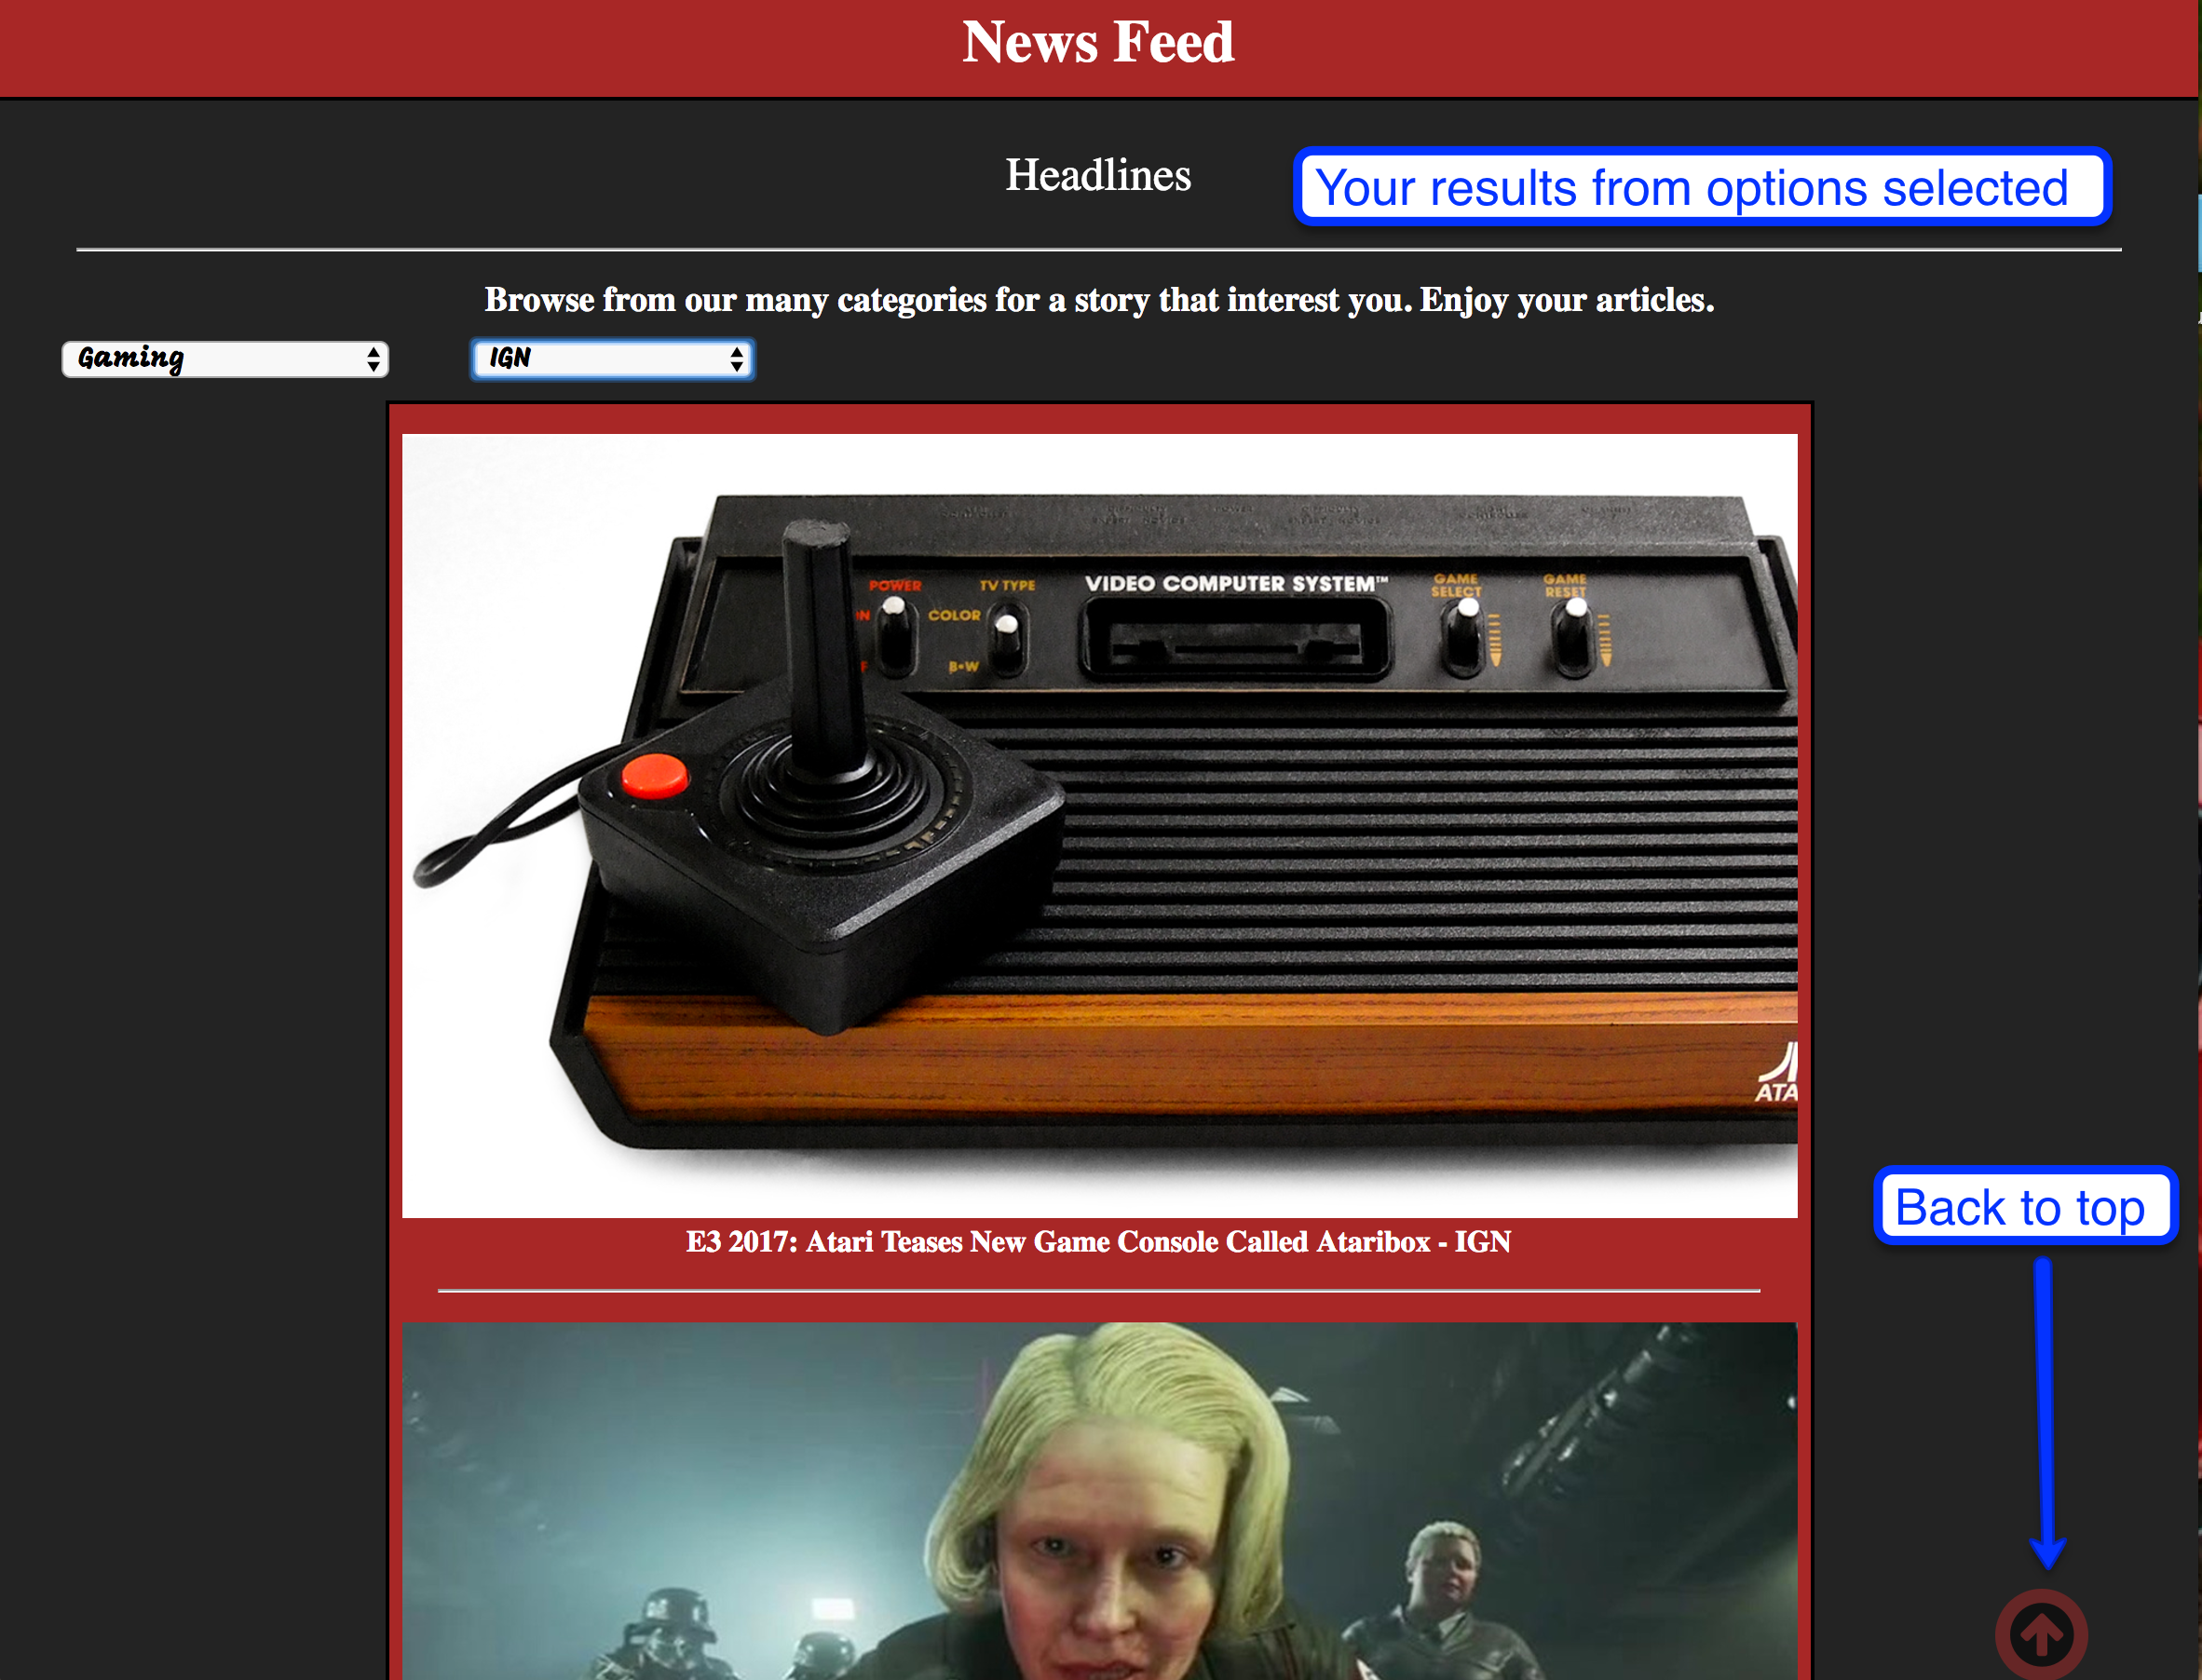 News Feed
Headlines
Your results from options selected
Browse from our many categories for a story that interest you. Enjoy your articles.
Gaming
IGN
POWER
TV TYPE
VIDEO COMPUTER SYSTEM™
GAME SELECT
GAME RESET
COLOR
B•W
E3 2017: Atari Teases New Game Console Called Ataribox - IGN
Back to top